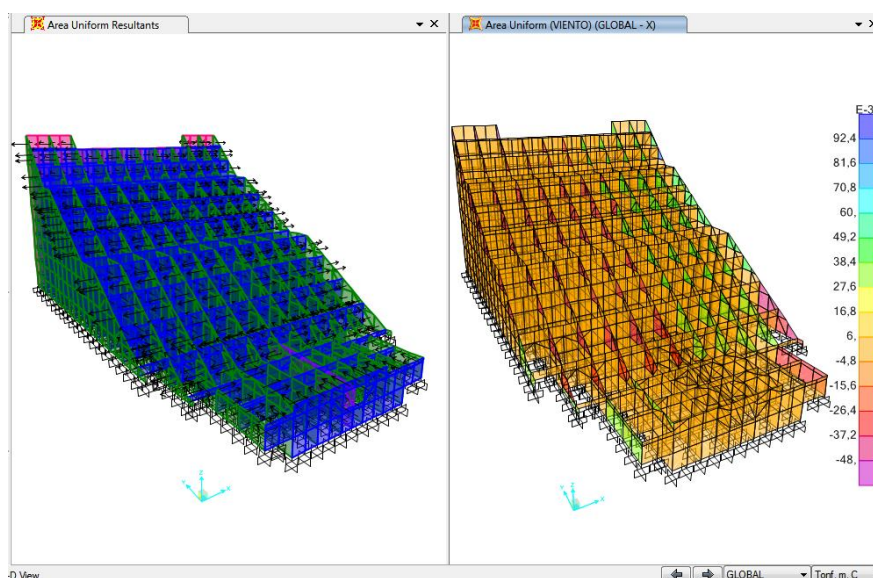 Area Uniform Resultants
Area Uniform (VIENTO) (GLOBAL - X)
E-3
92,4
81,6
70,8
60,
49,2
38,4
27,6
16,8
6,
-4,8
-15,6
-26,4
-37,2
-48,
Z
Y
X
Z
Y
X
-D View
GLOBAL
Tonf, m, C